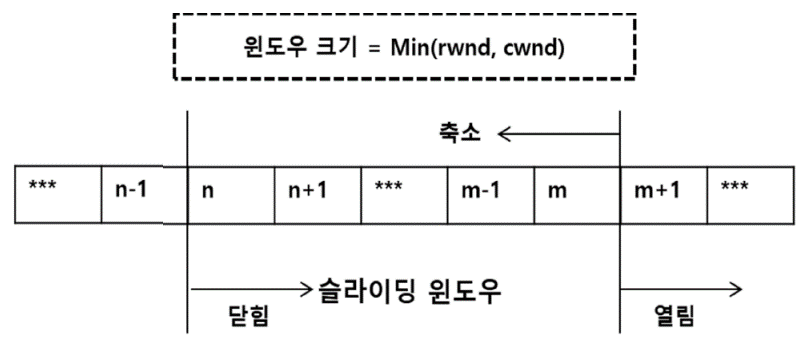 윈도우 크기 = Min(rwnd, cwnd)
축소
*** n-1 n n+1 *** m-1 m m+1 ***
슬라이딩 윈도우
닫힘 열림